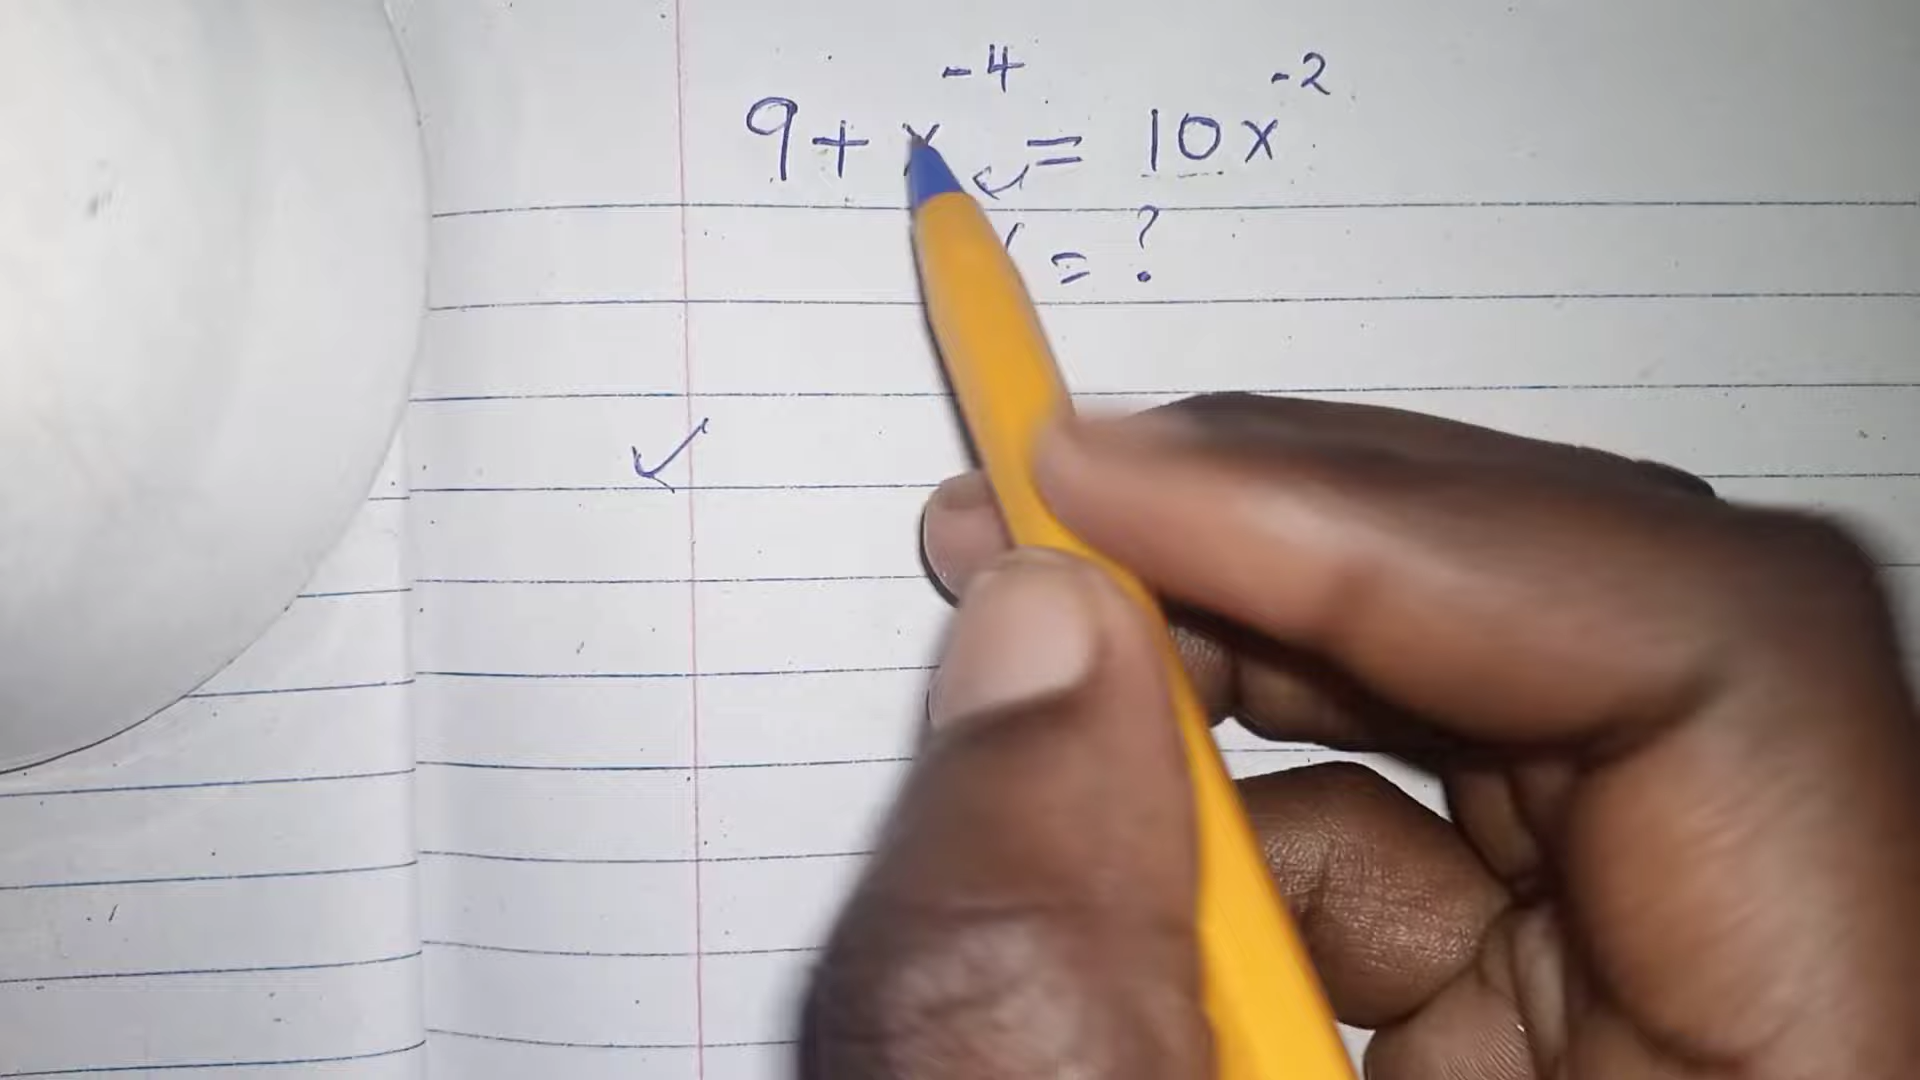 9 + x⁻⁴ = 10x⁻²
= ?